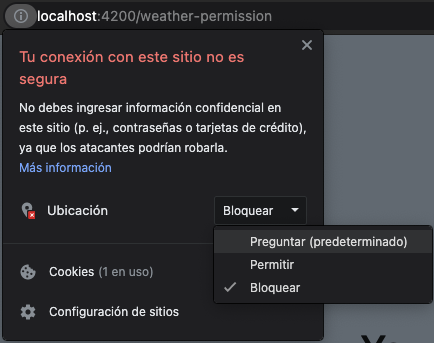 localhost:4200/weather-permission
Tu conexión con este sitio no es
segura
No debes ingresar información confidencial en
este sitio (p. ej., contraseñas o tarjetas de crédito),
ya que los atacantes podrían robarla.
Más información
Ubicación
Bloquear
Preguntar (predeterminado)
Permitir
Bloquear
Cookies (1 en uso)
Configuración de sitios